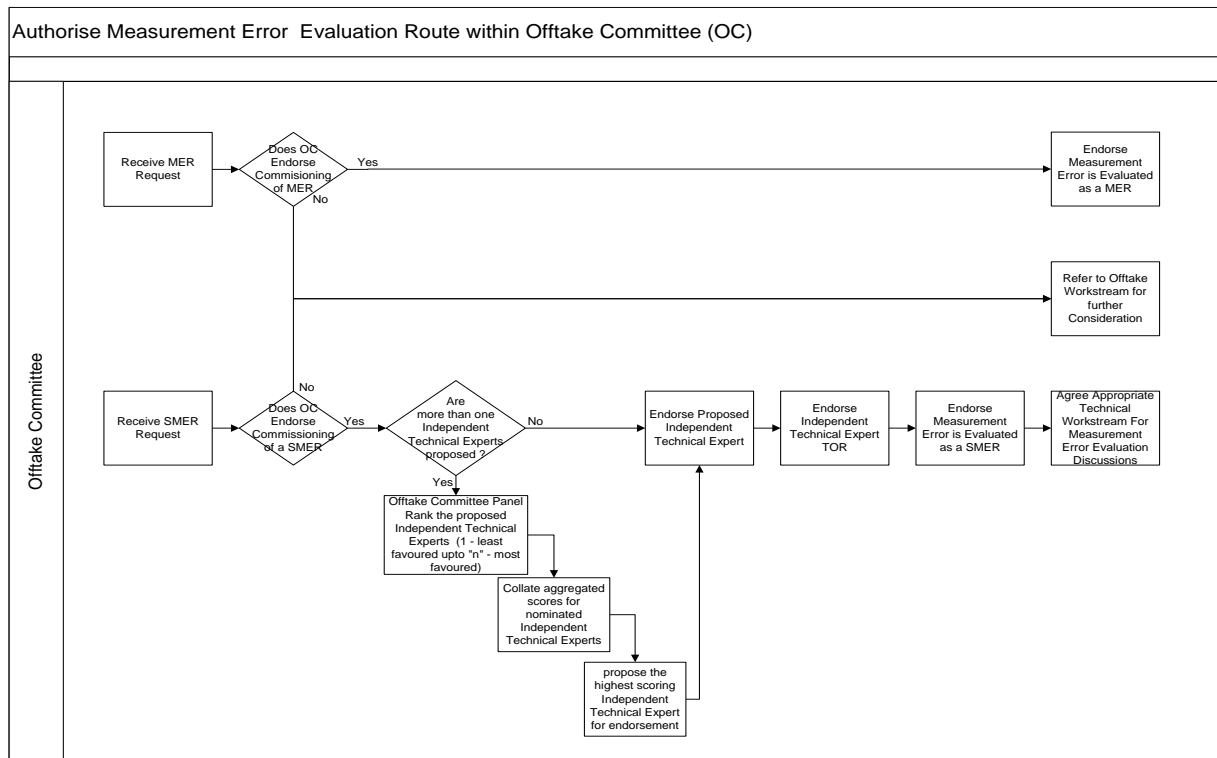 Authorise Measurement Error  Evaluation Route within Offtake Committee (OC)
Offtake Committee
Receive MER
Request
Does OC
Endorse
Commisioning
of MER
Yes
No
Endorse
Measurement
Error is Evaluated
as a MER
Refer to Offtake
Workstream for
further
Consideration
Receive SMER
Request
No
Does OC
Endorse
Commissioning
of a SMER
Yes
Are
more than one
Independent
Technical Experts
proposed ?
No
Yes
Endorse Proposed
Independent
Technical Expert
Endorse
Independent
Technical Expert
TOR
Endorse
Measurement
Error is Evaluated
as a SMER
Agree Appropriate
Technical
Workstream For
Measurement
Error Evaluation
Discussions
Offtake Committee Panel
Rank the proposed
Independent Technical
Experts  (1 - least
favoured upto "n" - most
favoured)
Collate aggregated
scores for
nominated
Independent
Technical Experts
propose the
highest scoring
Independent
Technical Expert
for endorsement